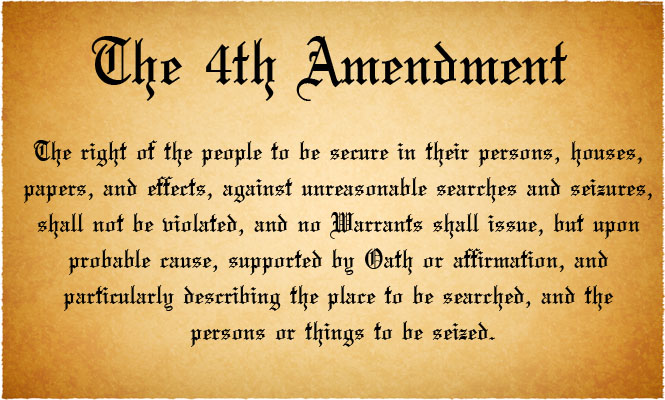 The 4th Amendment
The right of the people to be secure in their persons, houses,
papers, and effects, against unreasonable searches and seizures,
shall not be violated, and no Warrants shall issue, but upon
probable cause, supported by Oath or affirmation, and
particularly describing the place to be searched, and the
persons or things to be seized.